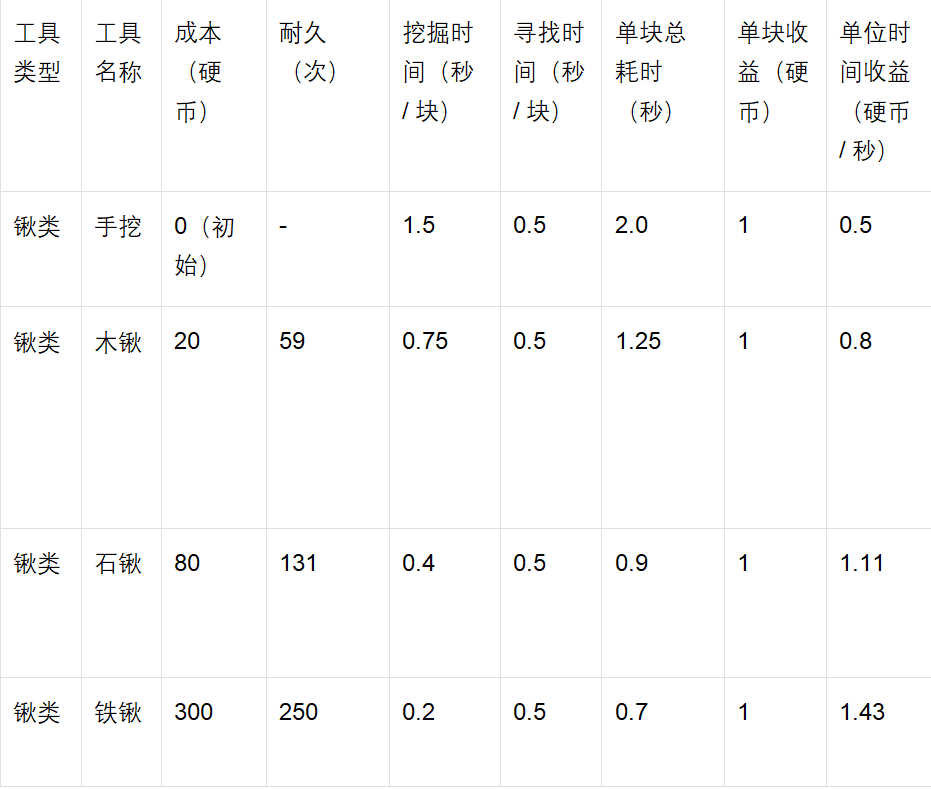 工具 工具 成本 耐久 挖掘时 寻找时 单块总 单块收 单位时
类型 名称 （硬 （次） 间（秒 间（秒 耗时 益（硬 间收益
币） / 块） / 块） （秒） 币） （硬币
/ 秒）
锹类 手挖 0（初 - 1.5 0.5 2.0 1 0.5
始）
锹类 木锹 20 59 0.75 0.5 1.25 1 0.8
锹类 石锹 80 131 0.4 0.5 0.9 1 1.11
锹类 铁锹 300 250 0.2 0.5 0.7 1 1.43